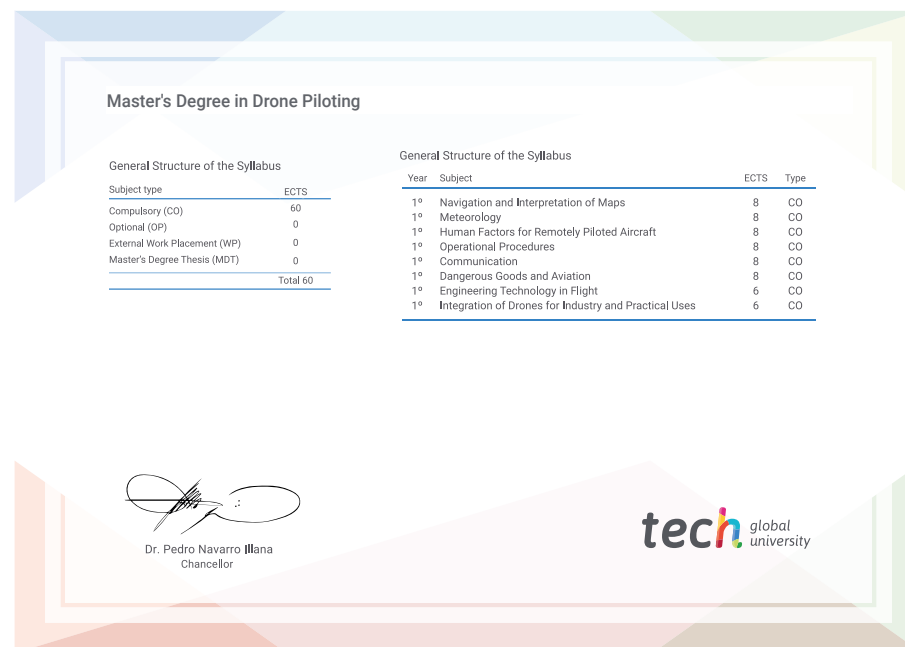 Master's Degree in Drone Piloting
General Structure of the Syllabus
Subject type ECTS
Compulsory (CO) 60
Optional (OP) 0
External Work Placement (WP) 0
Master's Degree Thesis (MDT) 0
Total 60
General Structure of the Syllabus
Year Subject ECTS Type
1º Navigation and Interpretation of Maps 8 CO
1º Meteorology 8 CO
1º Human Factors for Remotely Piloted Aircraft 8 CO
1º Operational Procedures 8 CO
1º Communication 8 CO
1º Dangerous Goods and Aviation 8 CO
1º Engineering Technology in Flight 6 CO
1º Integration of Drones for Industry and Practical Uses 6 CO
Dr. Pedro Navarro Illana
Chancellor
tech global
university